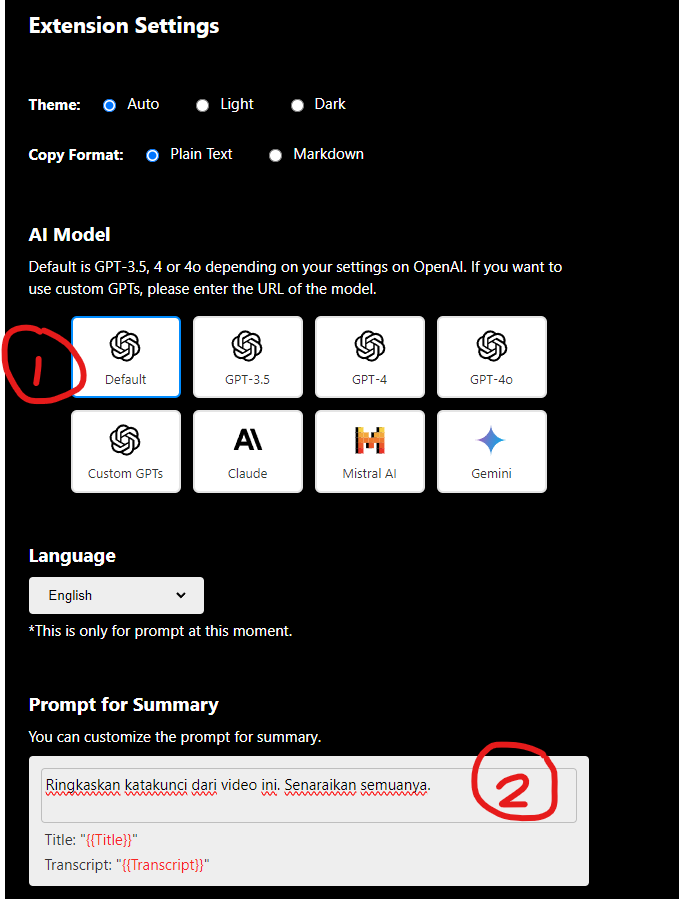 Extension Settings
Theme: Auto Light Dark
Copy Format: Plain Text Markdown
AI Model
Default is GPT-3.5, 4 or 4o depending on your settings on OpenAI. If you want to
use custom GPTs, please enter the URL of the model.
1
Default GPT-3.5 GPT-4 GPT-4o
Custom GPTs Claude Mistral AI Gemini
Language
English
*This is only for prompt at this moment.
Prompt for Summary
You can customize the prompt for summary.
2
Ringkaskan katakunci dari video ini. Senaraikan semuanya.
Title: "{{Title}}"
Transcript: "{{Transcript}}"